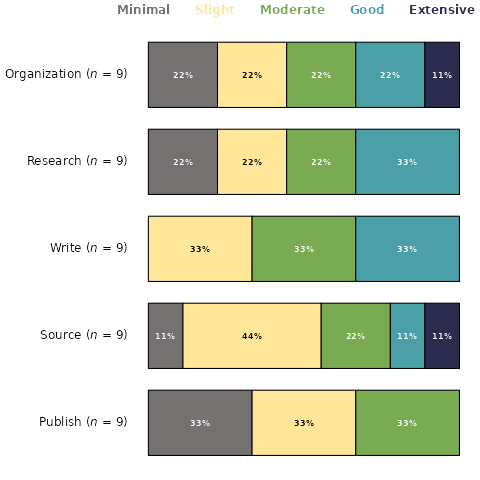 Minimal Slight Moderate Good Extensive
Organization (n = 9) 22% 22% 22% 22% 11%
Research (n = 9) 22% 22% 22% 33%
Write (n = 9) 33% 33% 33%
Source (n = 9) 11% 44% 22% 11% 11%
Publish (n = 9) 33% 33% 33%